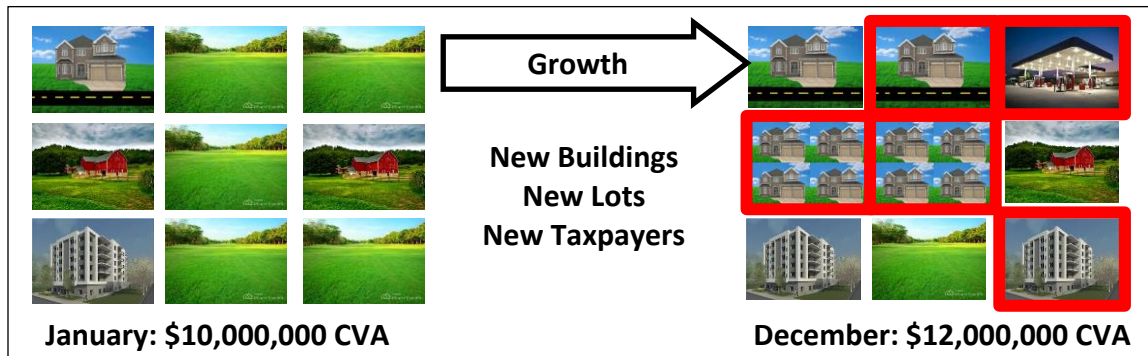 Growth
New Buildings
New Lots
New Taxpayers
January: $10,000,000 CVA
December: $12,000,000 CVA